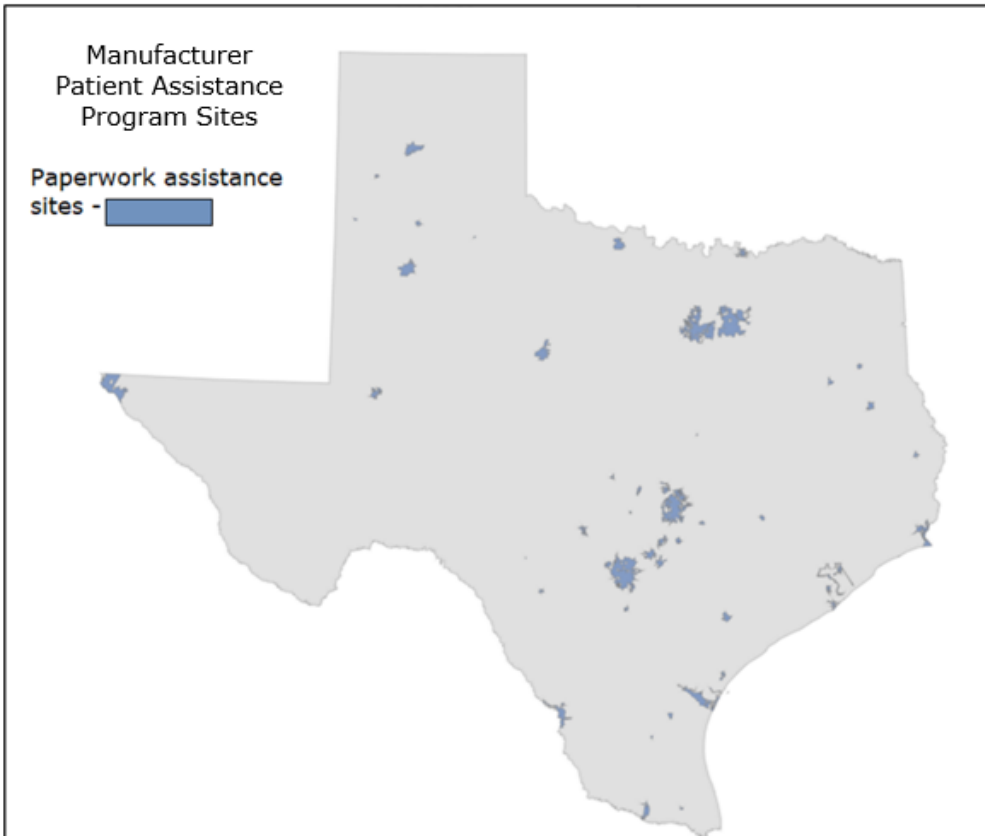 Manufacturer
Patient Assistance
Program Sites
Paperwork assistance
sites -